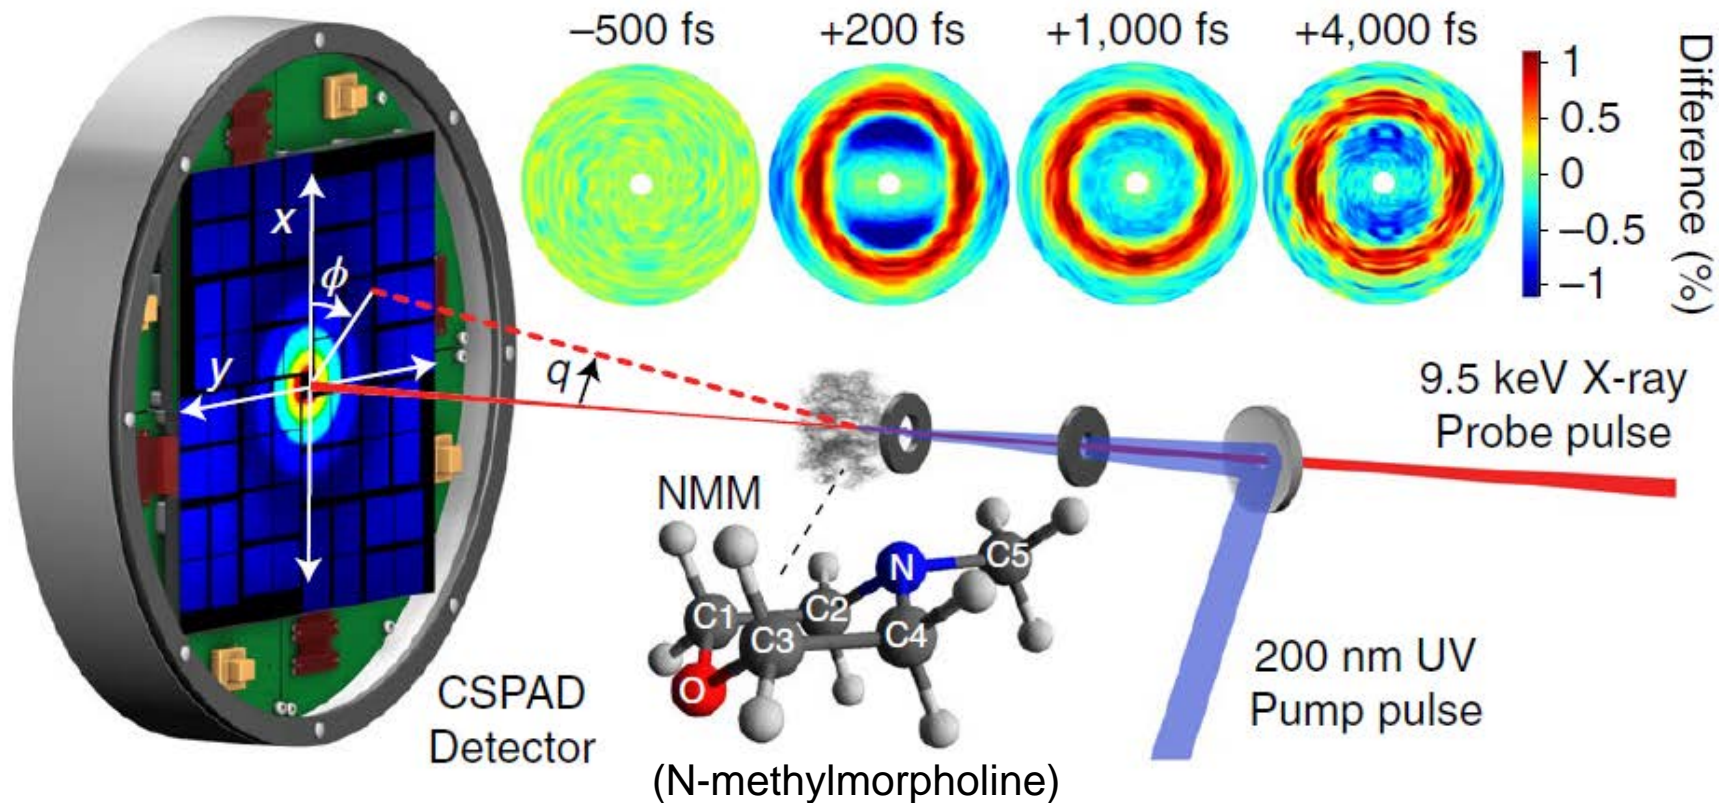 –500 fs
+200 fs
+1,000 fs
+4,000 fs
1
0.5
0
–0.5
–1
Difference (%)
x
ϕ
y
q
9.5 keV X-ray
Probe pulse
NMM
N
C5
C1
C2
C3
C4
O
CSPAD
Detector
200 nm UV
Pump pulse
(N-methylmorpholine)